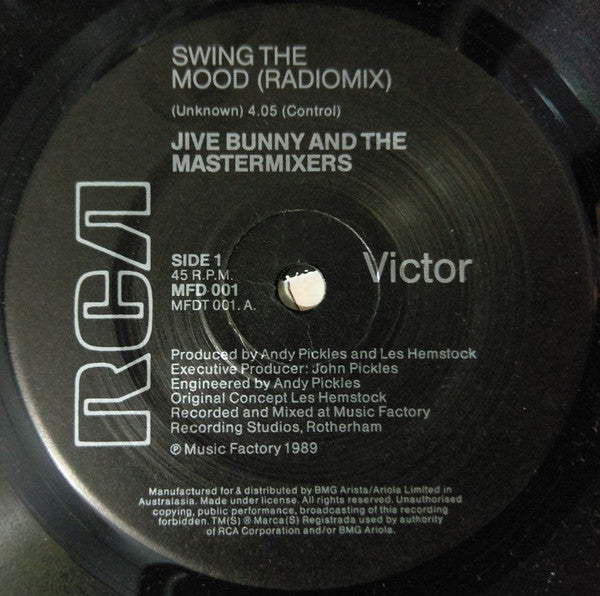 SWING THE
MOOD (RADIOMIX)
(Unknown) 4.05 (Control)
JIVE BUNNY AND THE
MASTERMIXERS
RCA
SIDE 1
45 R.P.M.
MFD 001
MFDT 001. A.
Victor
Produced by Andy Pickles and Les Hemstock
Executive Producer: John Pickles
Engineered by Andy Pickles
Original Concept Les Hemstock
Recorded and Mixed at Music Factory
Recording Studios, Rotherham
℗ Music Factory 1989
Manufactured for & distributed by BMG Arista/Ariola Limited in
Australasia. Made under license. All rights reserved. Unauthorised
copying, public performance, broadcasting of this recording
forbidden. TM(S) ® Marca(S) Registrada used by authority
of RCA Corporation and/or BMG Ariola.